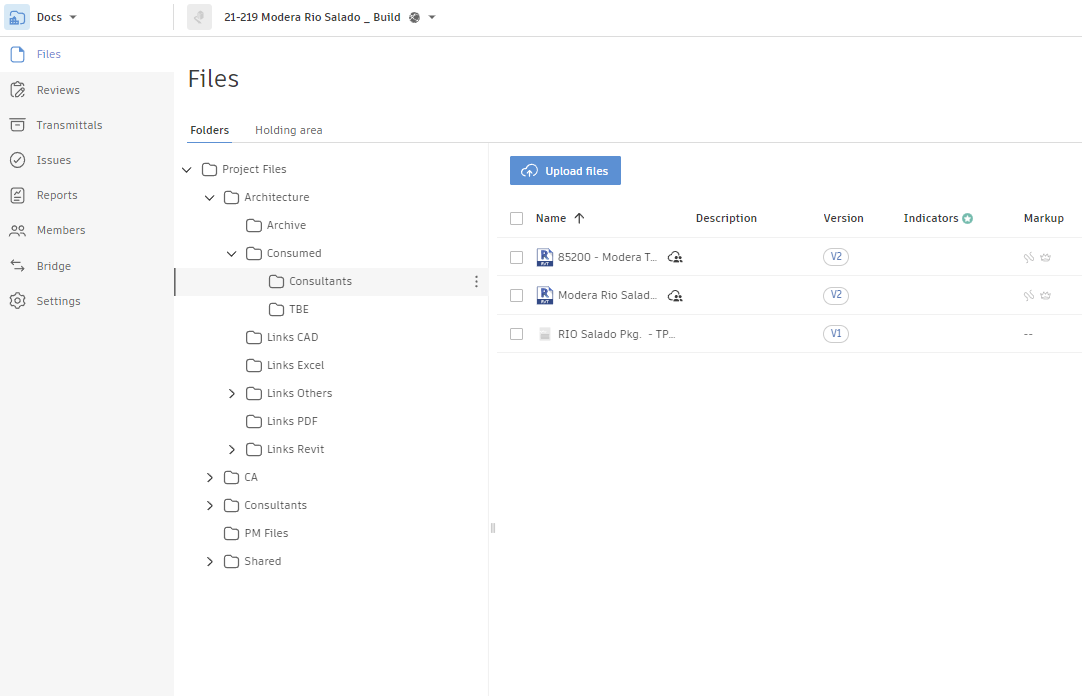 Docs
21-219 Modera Rio Salado _ Build
Files
Reviews
Transmittals
Issues
Reports
Members
Bridge
Settings
Files
Folders
Holding area
Project Files
Architecture
Archive
Consumed
Consultants
TBE
Links CAD
Links Excel
Links Others
Links PDF
Links Revit
CA
Consultants
PM Files
Shared
Upload files
Name Description Version Indicators Markup
R RVT 85200 - Modera T... V2
R RVT Modera Rio Salad... V2
RIO Salado Pkg. - TP... V1 --